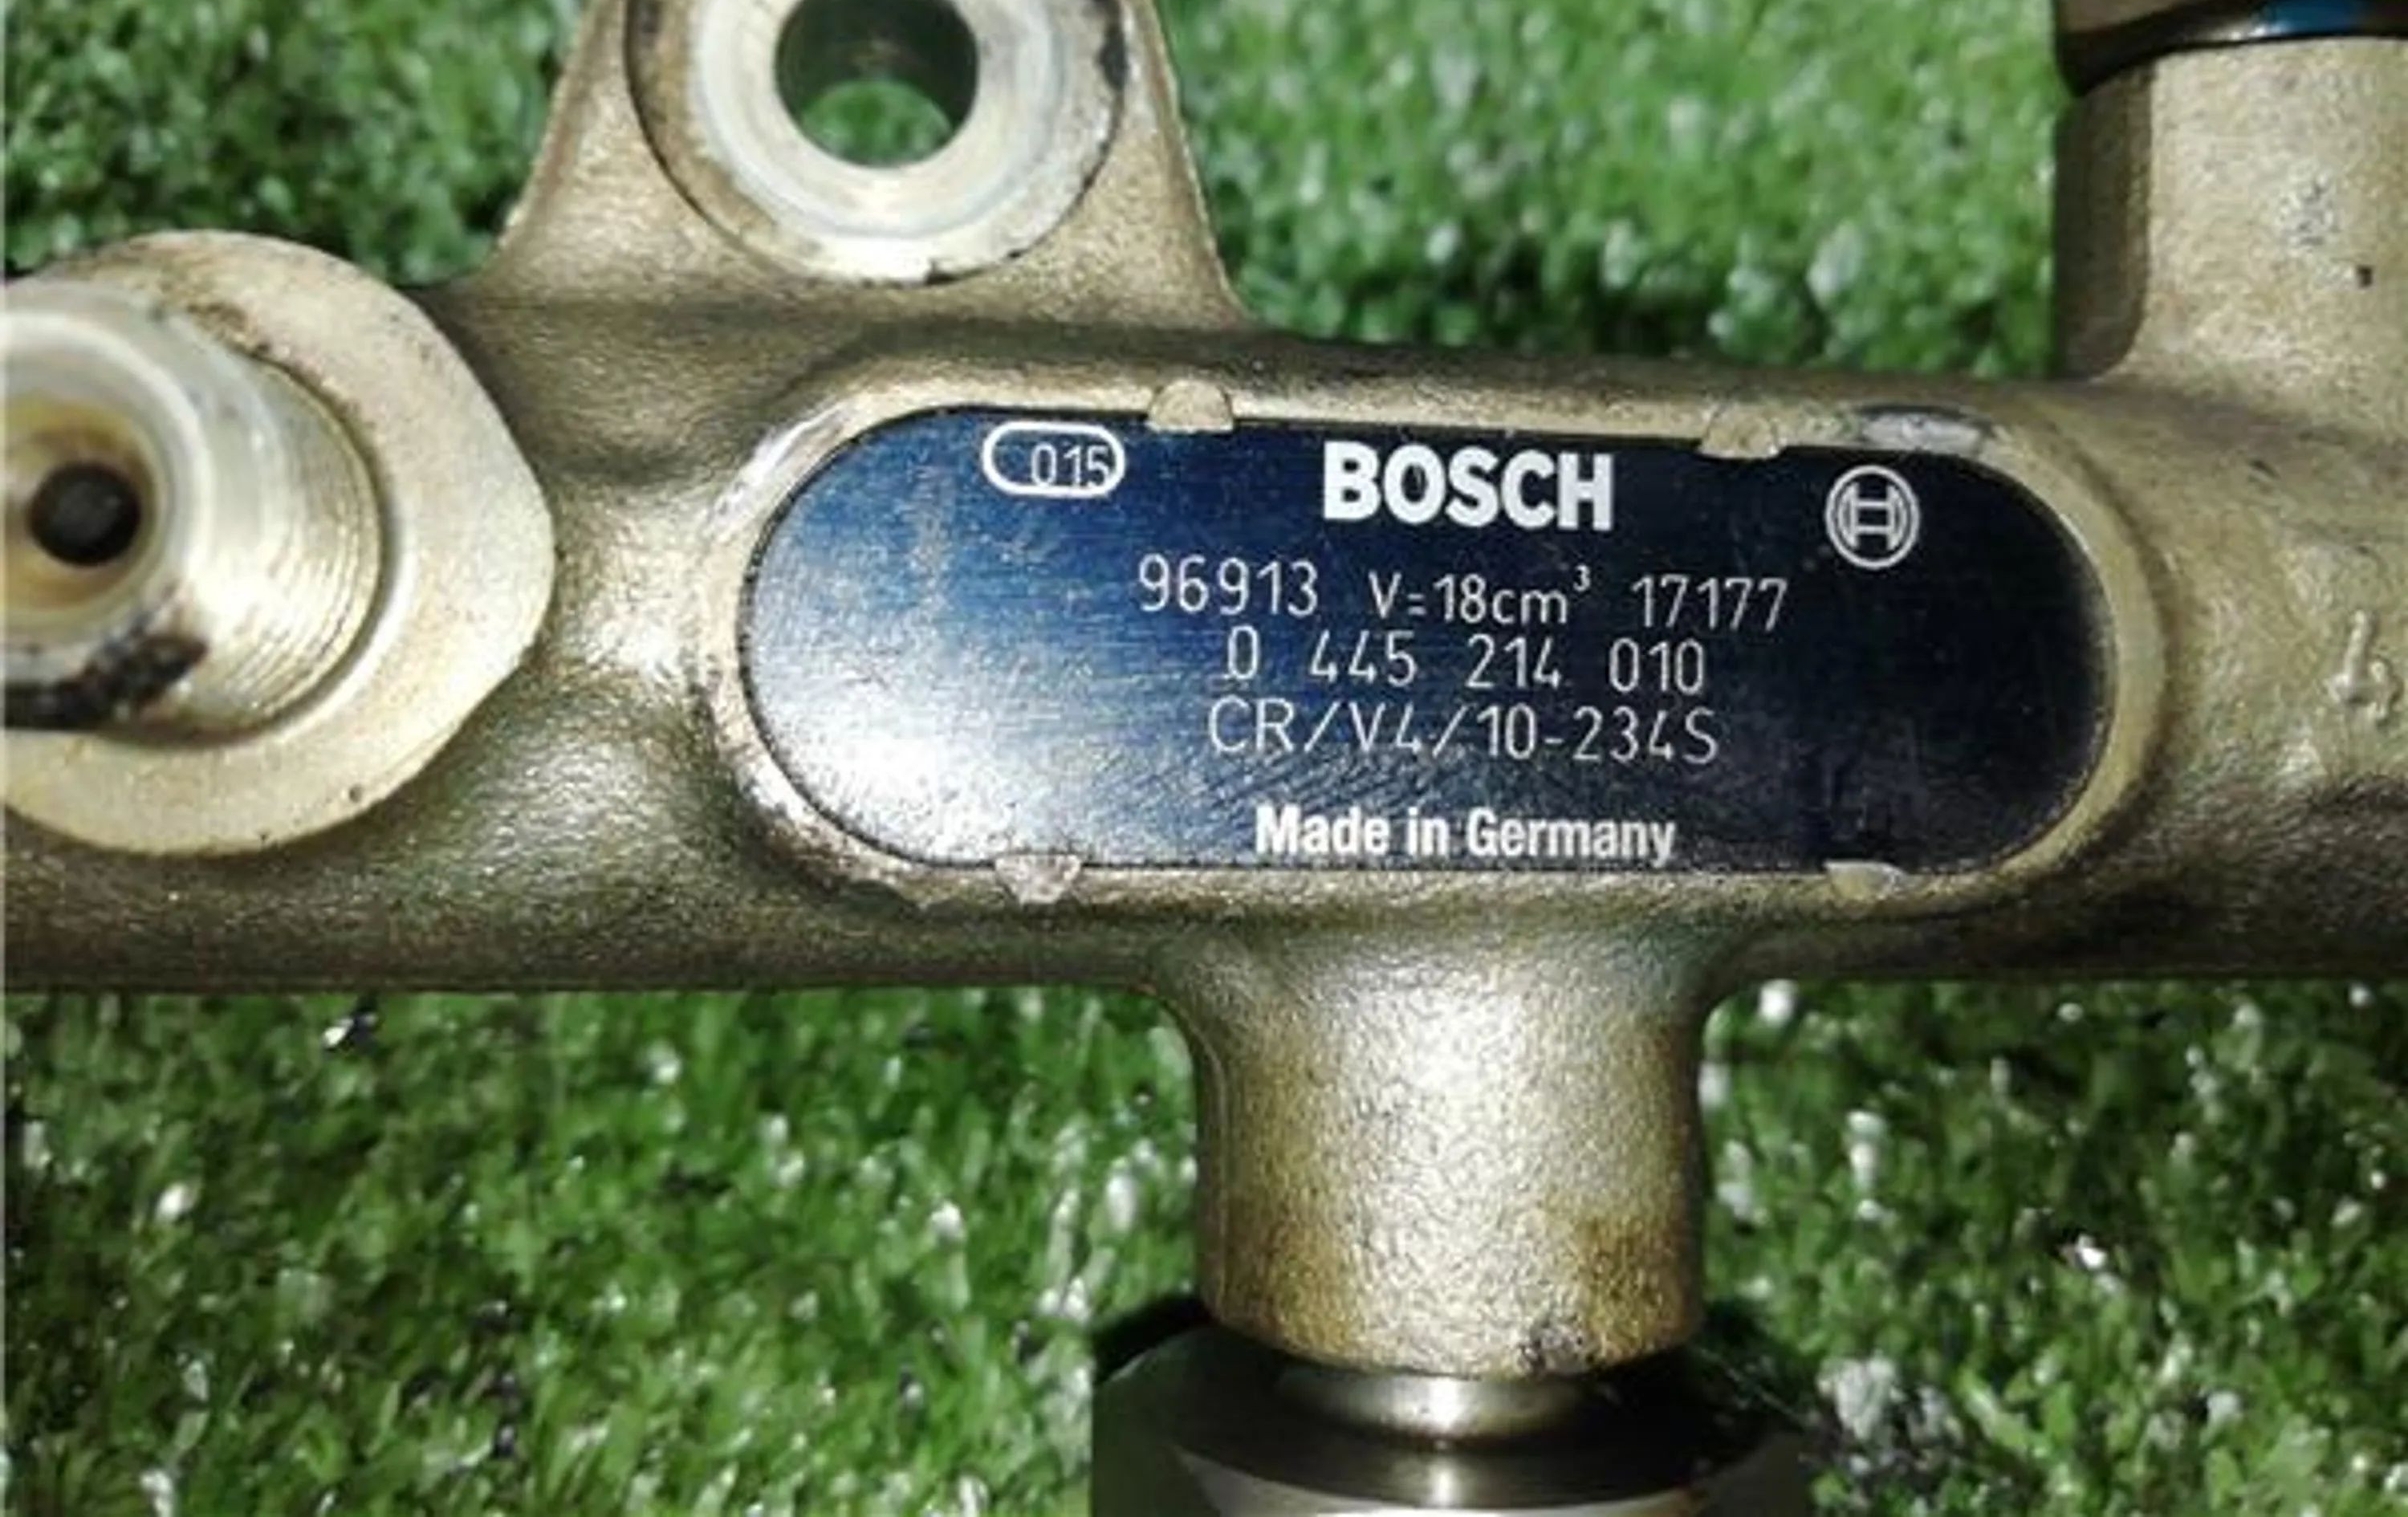 015
BOSCH
96913 V=18cm³ 17177
0 445 214 010
CR/V4/10-234S
Made in Germany